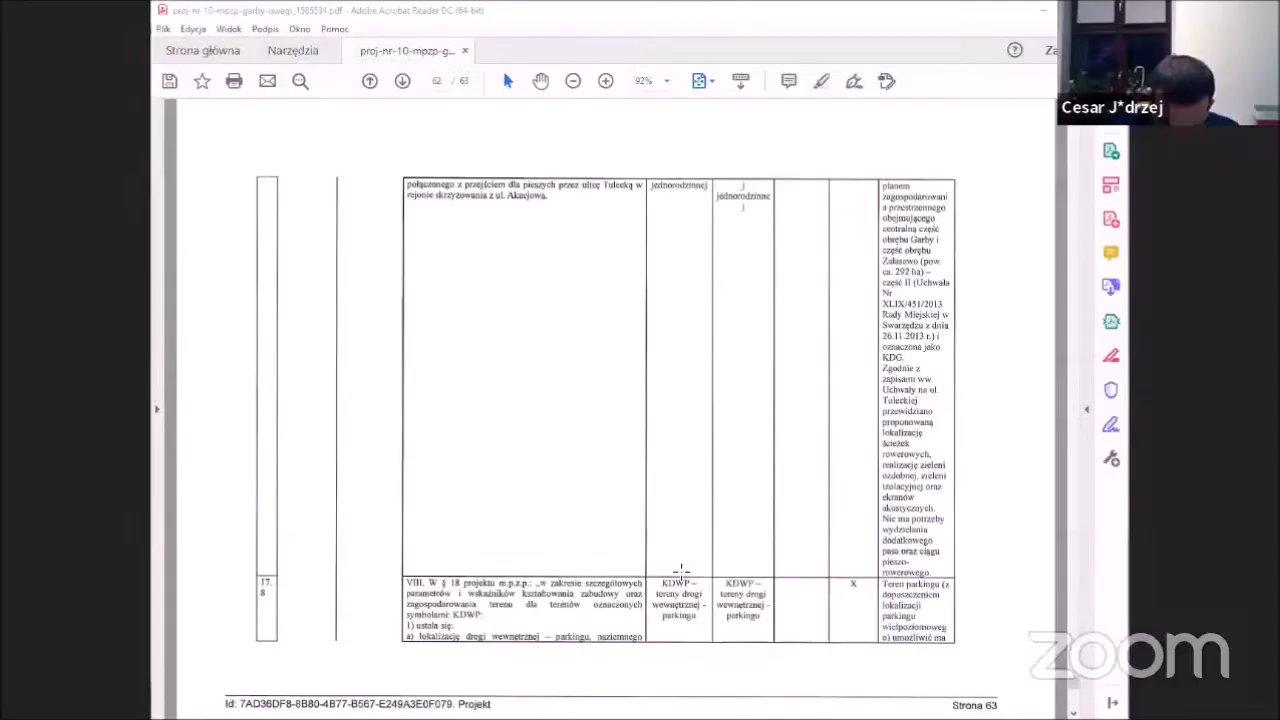 proj-nr-10-mpzp-garby-uwagi_1585534.pdf - Adobe Acrobat Reader DC (64-bit)
Plik Edycja Widok Podpis Okno Pomoc
Strona główna Narzędzia proj-nr-10-mpzp-g... × Za
62 / 63 92%
Cesar J*drzej
połączonego z przejściem dla pieszych przez ulicę Tulecką w
rejonie skrzyżowania z ul. Akacjową.
jednorodzinnej
j
jednorodzinne
j
planem
zagospodarowani
a przestrzennego
obejmującego
centralną część
obrębu Garby i
część obrębu
Zalasewo (pow.
ca. 292 ha) –
część II (Uchwała
Nr
XLIX/451/2013
Rady Miejskiej w
Swarzędzu z dnia
26.11.2013 r.) i
oznaczona jako
KDG.
Zgodnie z
zapisami ww.
Uchwały na ul.
Tuleckiej
przewidziano
proponowaną
lokalizację
ścieżek
rowerowych,
realizację zieleni
ozdobnej, zieleni
izolacyjnej oraz
ekranów
akustycznych.
Nie ma potrzeby
wydzielania
dodatkowego
pasa oraz ciągu
pieszo-
rowerowego.
17.
8
VIII. W § 18 projektu m.p.z.p.: „w zakresie szczegółowych
parametrów i wskaźników kształtowania zabudowy oraz
zagospodarowania terenu dla terenów oznaczonych
symbolami: KDWP:
1) ustala się:
a) lokalizację drogi wewnętrznej – parkingu, naziemnego
KDWP –
tereny drogi
wewnętrznej -
parkingu
KDWP –
tereny drogi
wewnętrznej -
parkingu
X
Teren parkingu (z
dopuszczeniem
lokalizacji
parkingu
wielpoziomoweg
o) umożliwić ma
Id: 7AD36DF8-8B80-4B77-B567-E249A3E0F079. Projekt
Strona 63
zoom